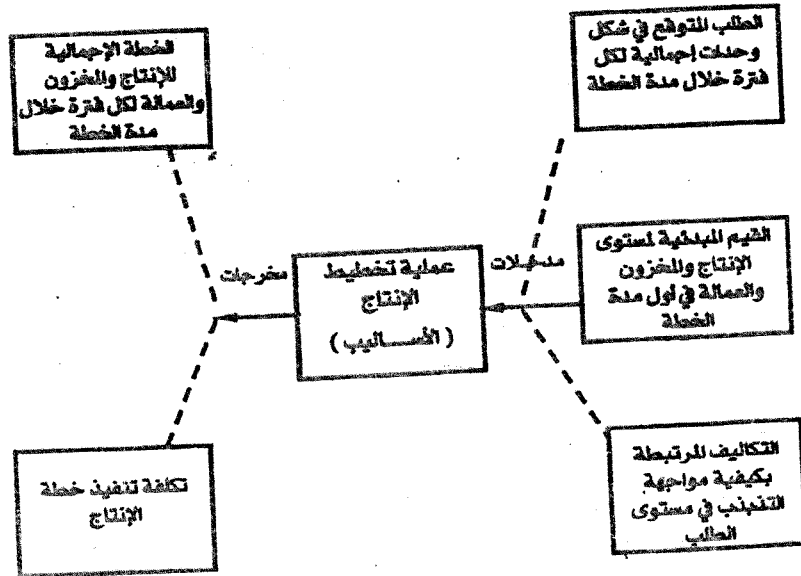 الطلب المتوقع في شكل
وحدات إجمالية لكل
فترة خلال مدة الخطة
القيم المبدئية لمستوى
الإنتاج والمخزون
والعمالة في أول مدة
الخطة
التكاليف المرتبطة
بكيفية مواجهة
التذبذب في مستوى
الطلب
مدخلات
عملية تخطيط
الإنتاج
( الأســـاليب )
مخرجات
الخطة الإجمالية
للإنتاج والمخزون
والعمالة لكل فترة خلال
مدة الخطة
تكلفة تنفيذ خطة
الإنتاج